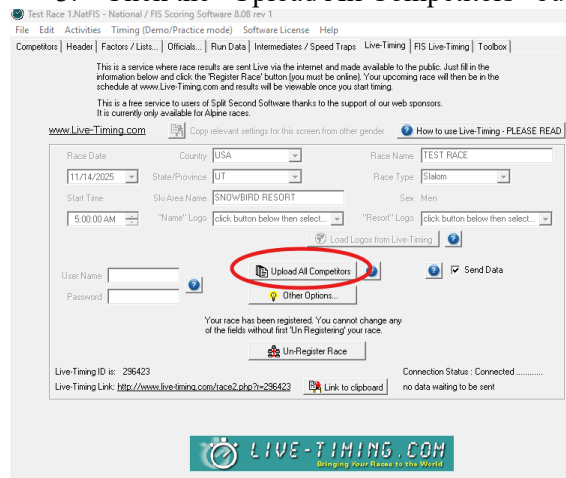 Click the "Upload All Competitors"
Test Race 1.NatFIS - National / FIS Scoring Software 8.08 rev 1
File Edit Activities Timing (Demo/Practice mode) Software License Help
Competitors Header Factors / Lists... Officials... Run Data Intermediates / Speed Traps Live-Timing FIS Live-Timing Toolbox
This is a service where race results are sent Live via the internet and made available to the public. Just fill in the
information below and click the 'Register Race' button (you must be online). Your upcoming race will then be in the
schedule at www.Live-Timing.com and results will be viewable once you start timing.
This is a free service to users of Split Second Software thanks to the support of our web sponsors.
It is currently only available for Alpine races.
www.Live-Timing.com Copy relevant settings for this screen from other gender ? How to use Live-Timing - PLEASE READ
Race Date Country USA Race Name TEST RACE
11/14/2025 State/Province UT Race Type Slalom
Start Time Ski Area Name SNOWBIRD RESORT Sex Men
5:00:00 AM "Name" Logo click button below then select... "Resort" Logo click button below then select...
Load Logos from Live-Timing ?
User Name ? Upload All Competitors ? ? Send Data
Password Other Options...
Your race has been registered. You cannot change any
of the fields without first 'Un Registering' your race.
Un-Register Race
Live-Timing ID is: 296423 Connection Status : Connected ............
Live-Timing Link: http://www.live-timing.com/race2.php?r=296423 Link to clipboard no data waiting to be sent
LIVE-TIMING.COM
Bringing Your Races to the World